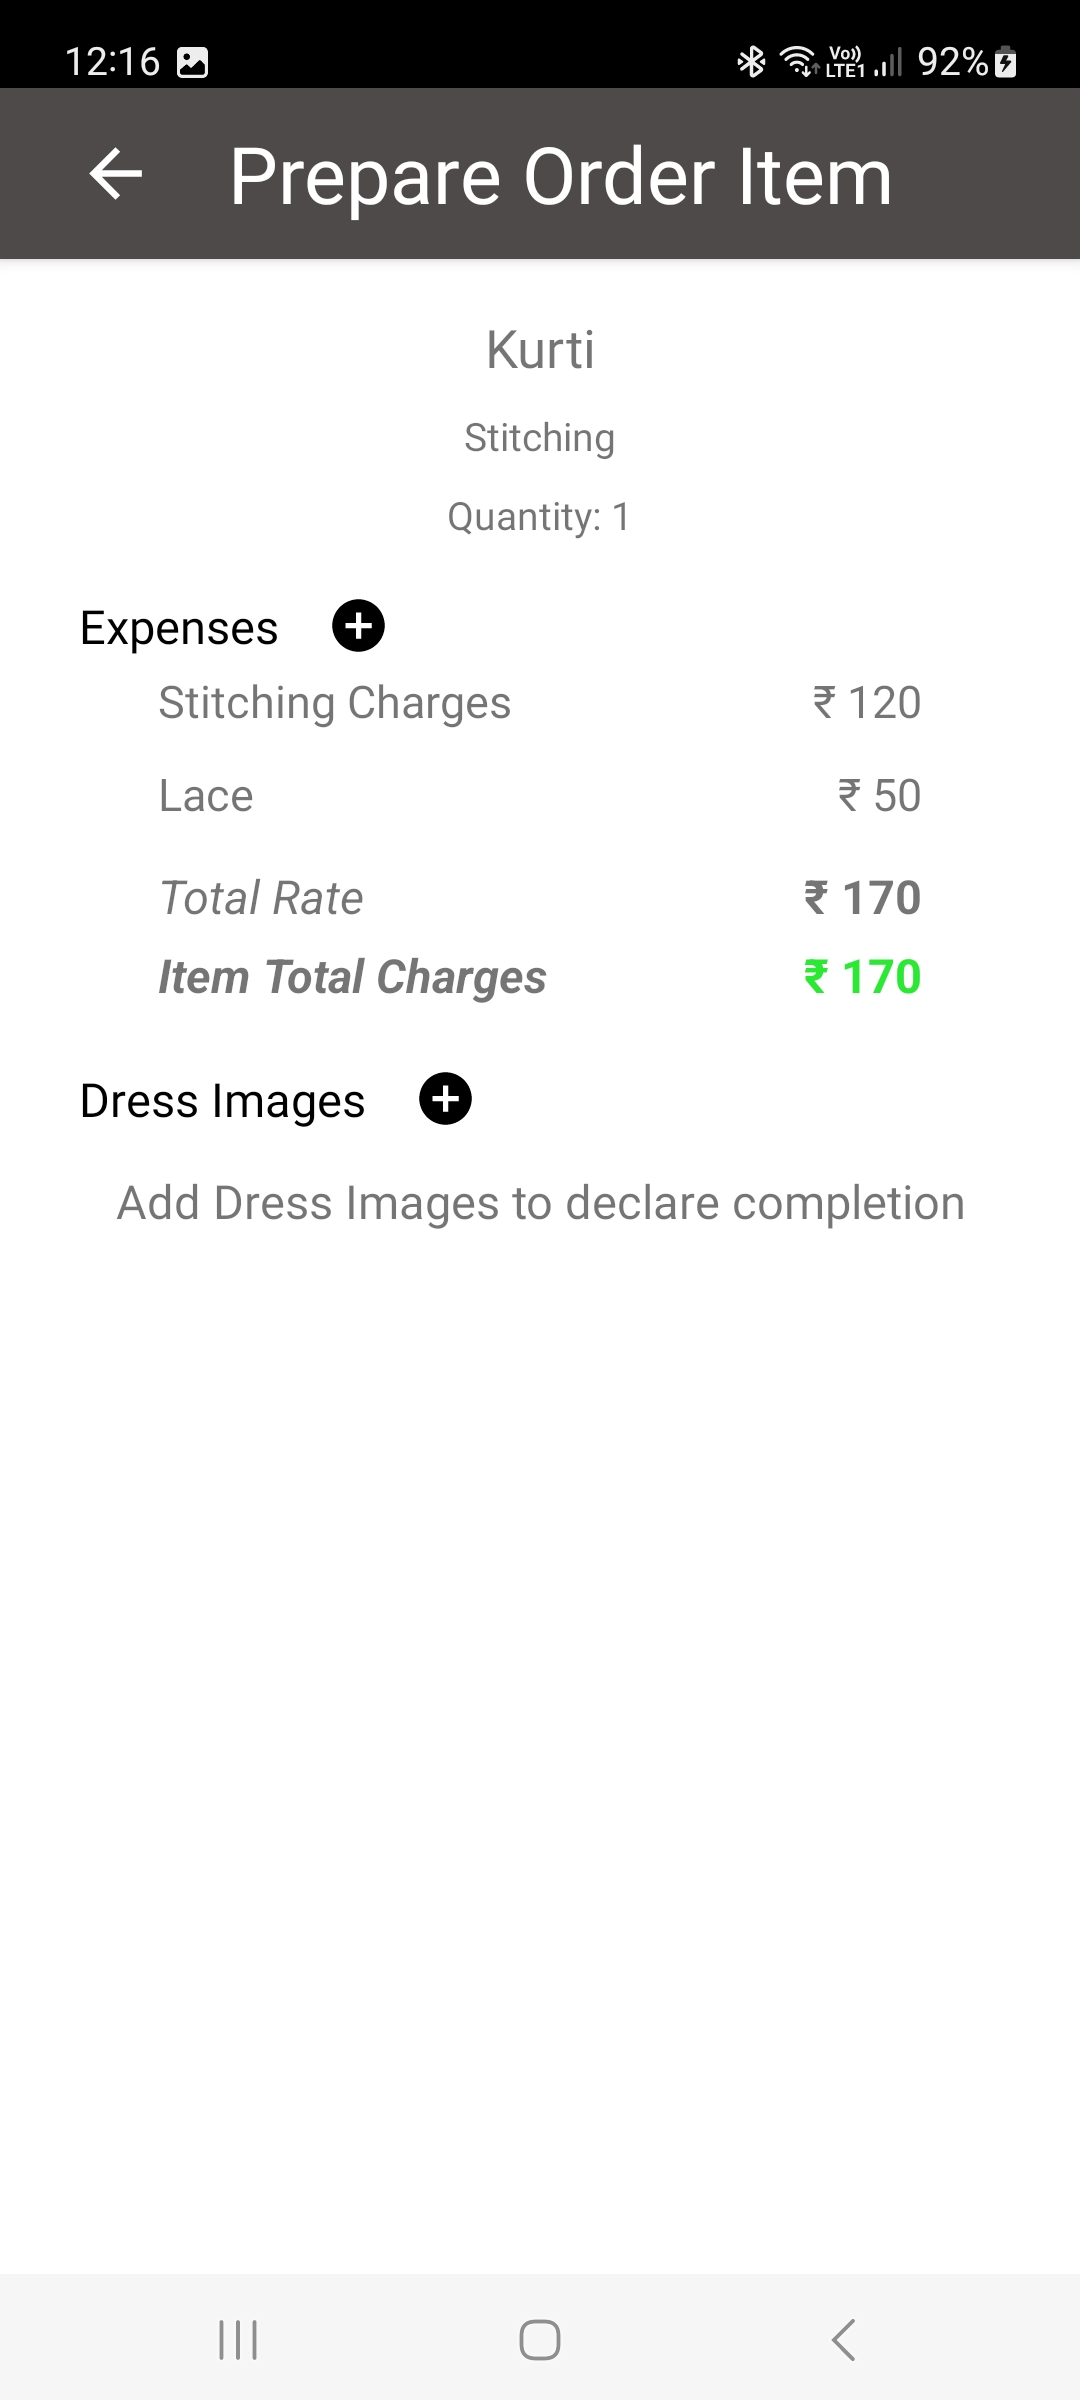 12:16 Vo)) LTE1 92%
Prepare Order Item
Kurti
Stitching
Quantity: 1
Expenses
Stitching Charges ₹ 120
Lace ₹ 50
Total Rate ₹ 170
Item Total Charges ₹ 170
Dress Images
Add Dress Images to declare completion